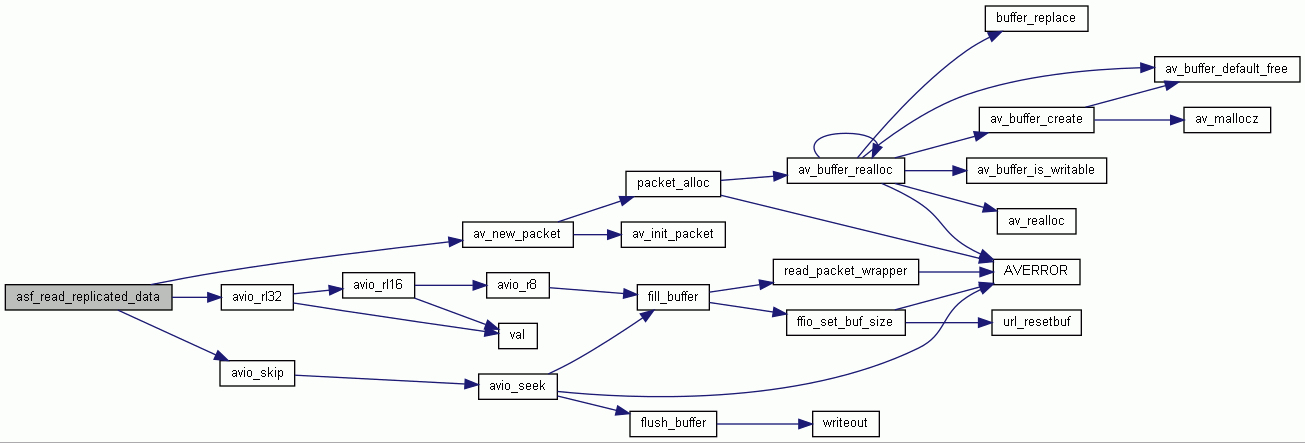 buffer_replace
av_buffer_default_free
av_buffer_create
av_mallocz
av_buffer_realloc
av_buffer_is_writable
packet_alloc
av_realloc
av_new_packet
av_init_packet
read_packet_wrapper
AVERROR
asf_read_replicated_data
avio_rl32
avio_rl16
avio_r8
fill_buffer
ffio_set_buf_size
url_resetbuf
val
avio_skip
avio_seek
flush_buffer
writeout